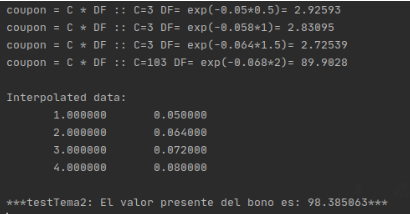 coupon = C * DF :: C=3 DF= exp(-0.05*0.5)= 2.92593
coupon = C * DF :: C=3 DF= exp(-0.058*1)= 2.83095
coupon = C * DF :: C=3 DF= exp(-0.064*1.5)= 2.72539
coupon = C * DF :: C=103 DF= exp(-0.068*2)= 89.9028
Interpolated data:
1.000000 0.050000
2.000000 0.064000
3.000000 0.072000
4.000000 0.080000
***testTema2: El valor presente del bono es: 98.385063***